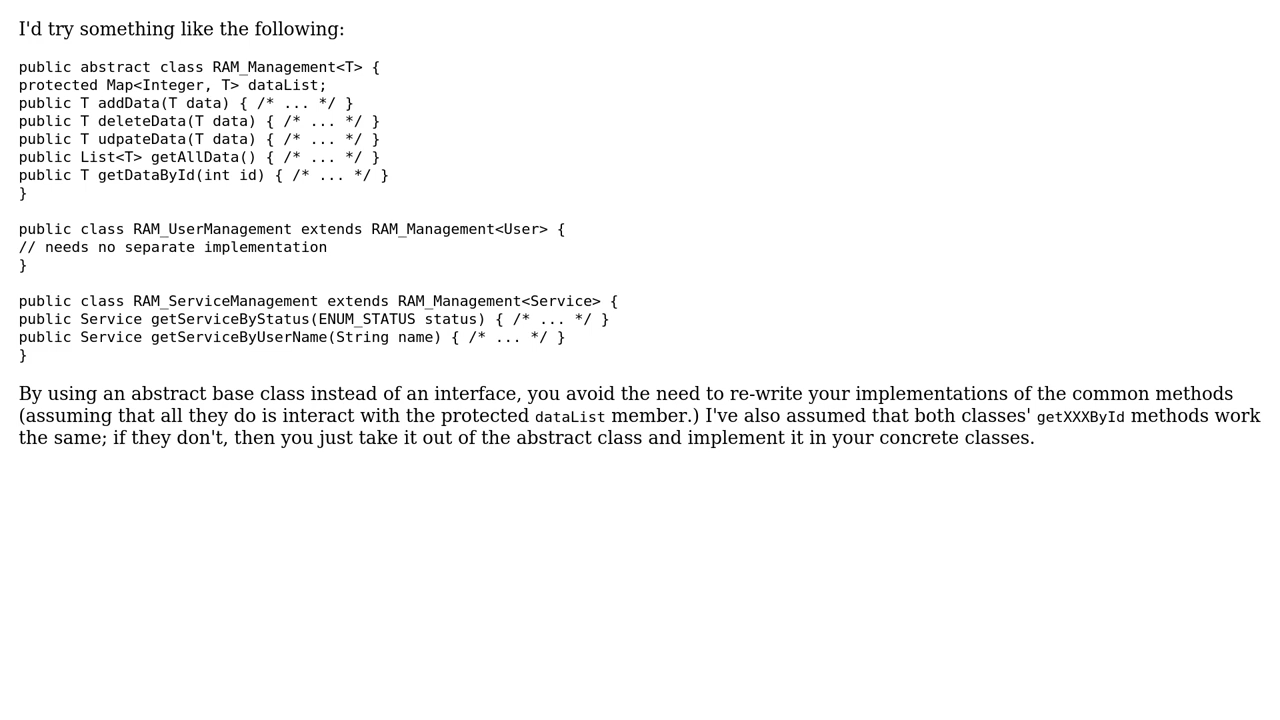 I'd try something like the following:
public abstract class RAM_Management<T> {
protected Map<Integer, T> dataList;
public T addData(T data) { /* ... */ }
public T deleteData(T data) { /* ... */ }
public T udpateData(T data) { /* ... */ }
public List<T> getAllData() { /* ... */ }
public T getDataById(int id) { /* ... */ }
}
public class RAM_UserManagement extends RAM_Management<User> {
// needs no separate implementation
}
public class RAM_ServiceManagement extends RAM_Management<Service> {
public Service getServiceByStatus(ENUM_STATUS status) { /* ... */ }
public Service getServiceByUserName(String name) { /* ... */ }
}
By using an abstract base class instead of an interface, you avoid the need to re-write your implementations of the common methods
(assuming that all they do is interact with the protected dataList member.) I've also assumed that both classes' getXXXById methods work
the same; if they don't, then you just take it out of the abstract class and implement it in your concrete classes.